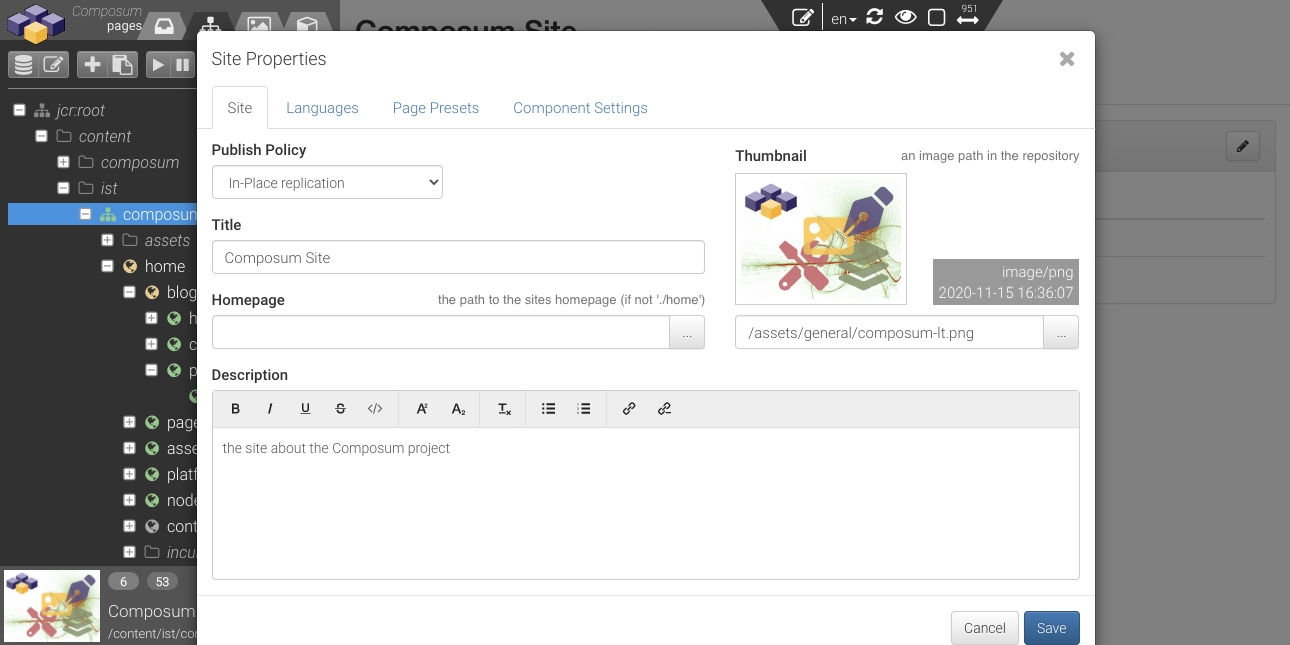 Composum
pages
Composum Site
en
951
Site Properties
Site
Languages
Page Presets
Component Settings
jcr:root
content
composum
ist
composum
assets
home
blog
h
c
p
page
asse
platf
node
cont
incu
Publish Policy
In-Place replication
Title
Composum Site
Homepage
the path to the sites homepage (if not './home')
...
Thumbnail
an image path in the repository
image/png
2020-11-15 16:36:07
/assets/general/composum-lt.png
...
Description
B I U S </> A² A₂ Tx
the site about the Composum project
6 53
Composum
/content/ist/co
Cancel
Save